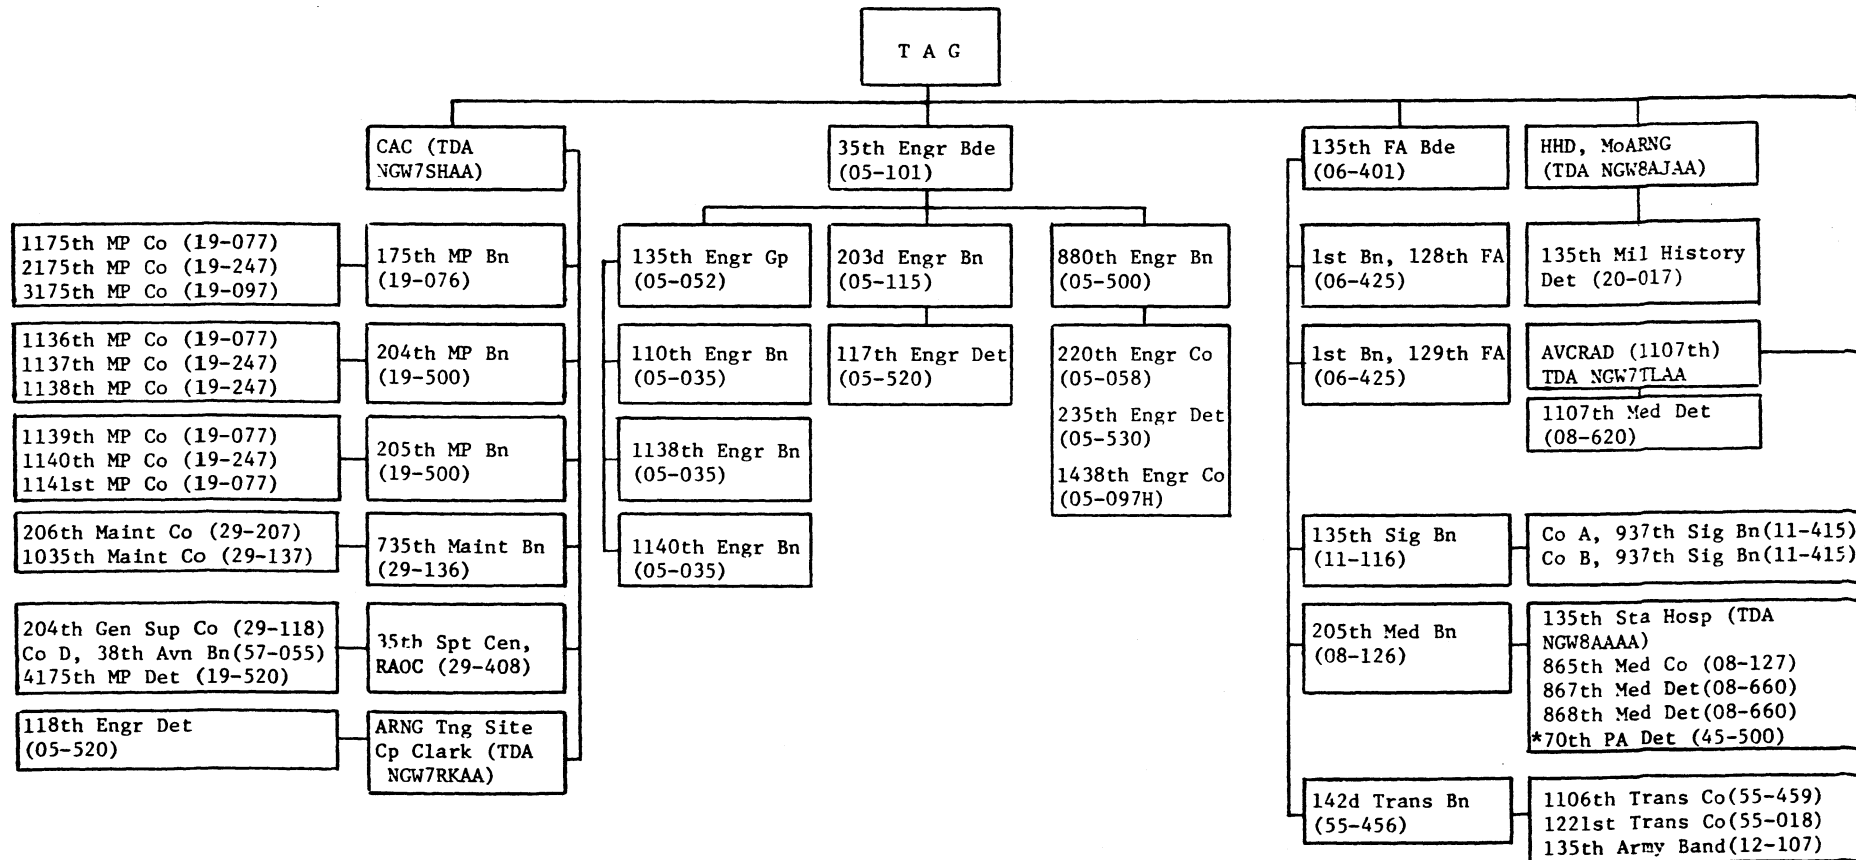 T A G
CAC (TDA
NGW7SHAA)
175th MP Bn
(19-076)
1175th MP Co (19-077)
2175th MP Co (19-247)
3175th MP Co (19-097)
204th MP Bn
(19-500)
1136th MP Co (19-077)
1137th MP Co (19-247)
1138th MP Co (19-247)
205th MP Bn
(19-500)
1139th MP Co (19-077)
1140th MP Co (19-247)
1141st MP Co (19-077)
735th Maint Bn
(29-136)
206th Maint Co (29-207)
1035th Maint Co (29-137)
35th Spt Cen,
RAOC (29-408)
204th Gen Sup Co (29-118)
Co D, 38th Avn Bn(57-055)
4175th MP Det (19-520)
ARNG Tng Site
Cp Clark (TDA
NGW7RKAA)
118th Engr Det
(05-520)
35th Engr Bde
(05-101)
135th Engr Gp
(05-052)
110th Engr Bn
(05-035)
1138th Engr Bn
(05-035)
1140th Engr Bn
(05-035)
203d Engr Bn
(05-115)
117th Engr Det
(05-520)
880th Engr Bn
(05-500)
220th Engr Co
(05-058)
235th Engr Det
(05-530)
1438th Engr Co
(05-097H)
135th FA Bde
(06-401)
1st Bn, 128th FA
(06-425)
1st Bn, 129th FA
(06-425)
135th Sig Bn
(11-116)
Co A, 937th Sig Bn(11-415)
Co B, 937th Sig Bn(11-415)
205th Med Bn
(08-126)
135th Sta Hosp (TDA
NGW8AAAA)
865th Med Co (08-127)
867th Med Det(08-660)
868th Med Det(08-660)
*70th PA Det (45-500)
142d Trans Bn
(55-456)
1106th Trans Co(55-459)
1221st Trans Co(55-018)
135th Army Band(12-107)
HHD, MoARNG
(TDA NGW8AJAA)
135th Mil History
Det (20-017)
AVCRAD (1107th)
TDA NGW7TLAA
1107th Med Det
(08-620)